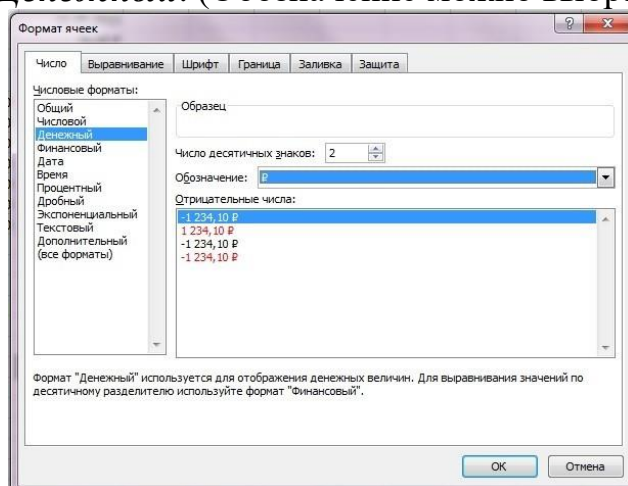 (Обозначение можно
Формат ячеек
Число Выравнивание Шрифт Граница Заливка Защита
Числовые форматы:
Общий
Числовой
Денежный
Финансовый
Дата
Время
Процентный
Дробный
Экспоненциальный
Текстовый
Дополнительный
(все форматы)
Образец
Число десятичных знаков: 2
Обозначение: ₽
Отрицательные числа:
-1 234,10 ₽
1 234,10 ₽
-1 234,10 ₽
-1 234,10 ₽
Формат "Денежный" используется для отображения денежных величин. Для выравнивания значений по
десятичному разделителю используйте формат "Финансовый".
ОК Отмена